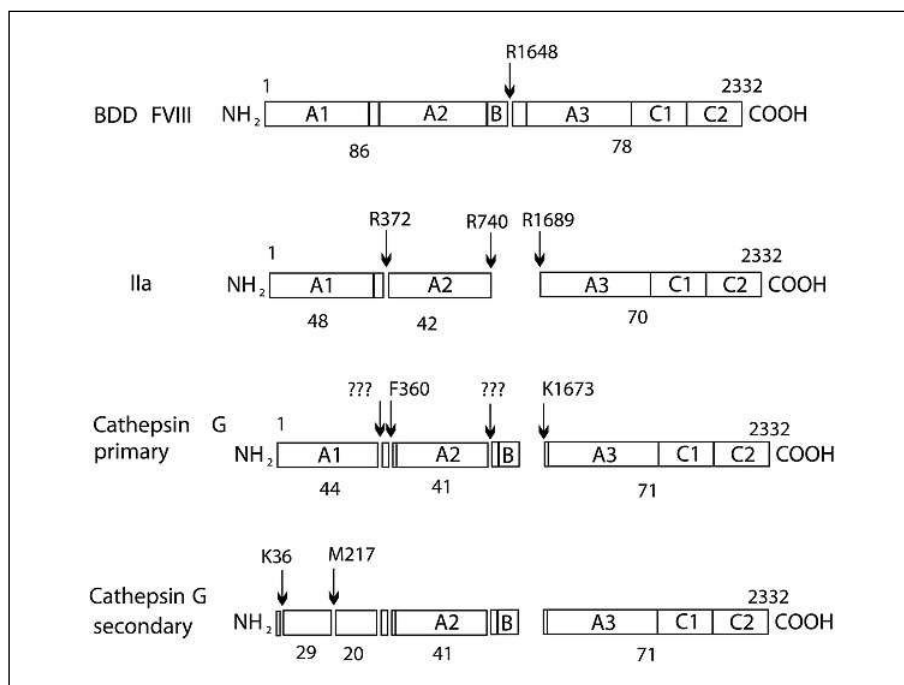 R1648
1
2332
BDD FVIII NH₂ A1 A2 B A3 C1 C2 COOH
86 78
R372 R740 R1689
1
2332
IIa NH₂ A1 A2 A3 C1 C2 COOH
48 42 70
??? F360 ??? K1673
1
2332
Cathepsin G
primary
NH₂ A1 A2 B A3 C1 C2 COOH
44 41 71
K36 M217
2332
Cathepsin G
secondary
NH₂ A2 B A3 C1 C2 COOH
29 20 41 71